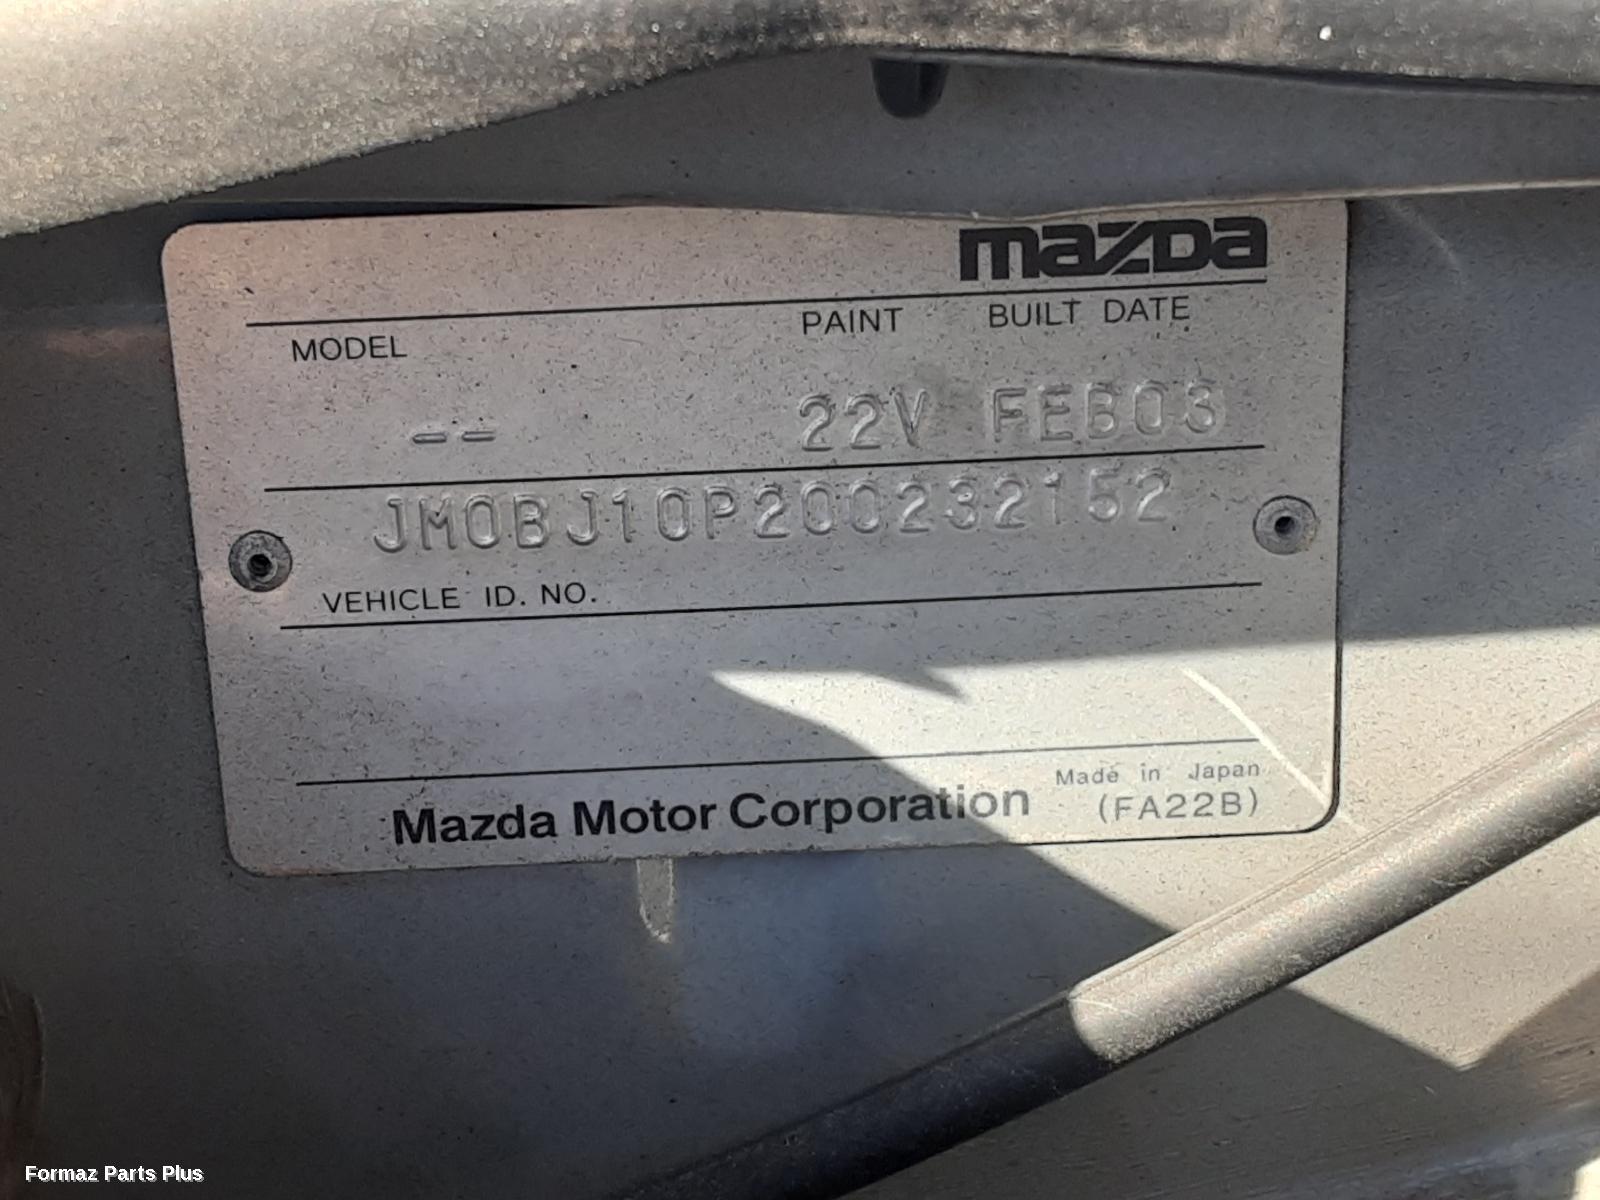 mazda
MODEL PAINT BUILT DATE
-- 22V FEB03
JM0BJ10P200232152
VEHICLE ID. NO.
Made in Japan
Mazda Motor Corporation (FA22B)
Formaz Parts Plus